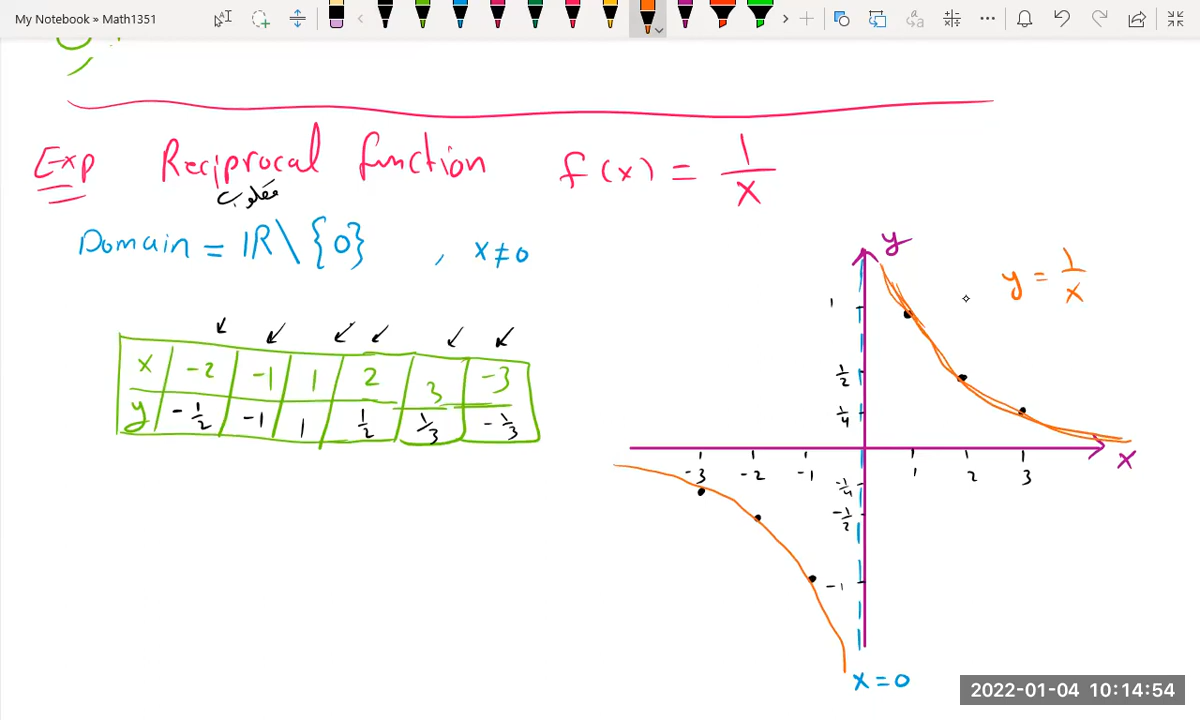 My Notebook » Math1351
Exp Reciprocal function f(x) = 1/x
مقلوب
Domain = IR\{0} , x≠0
x -2 -1 1 2 3 -3
y -1/2 -1 1 1/2 1/3 -1/3
y
y = 1/x
1
1/2
1/4
x
-3 -2 -1 1 2 3
-1/4
-1/2
-1
x=0
2022-01-04 10:14:54